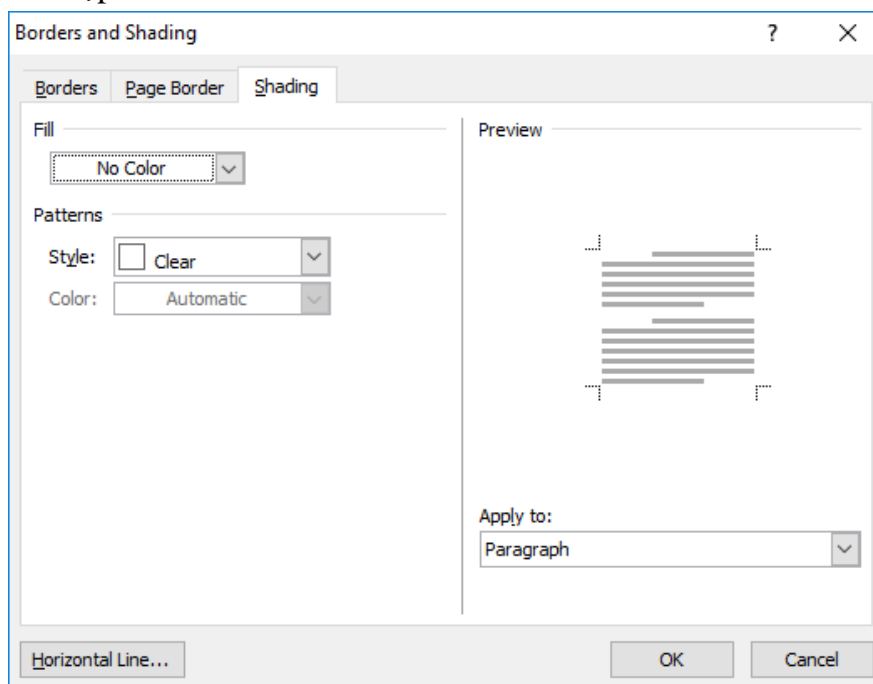 Borders and Shading ? ×
Borders Page Border Shading
Fill
No Color
Patterns
Style: Clear
Color: Automatic
Preview
Apply to:
Paragraph
Horizontal Line... OK Cancel